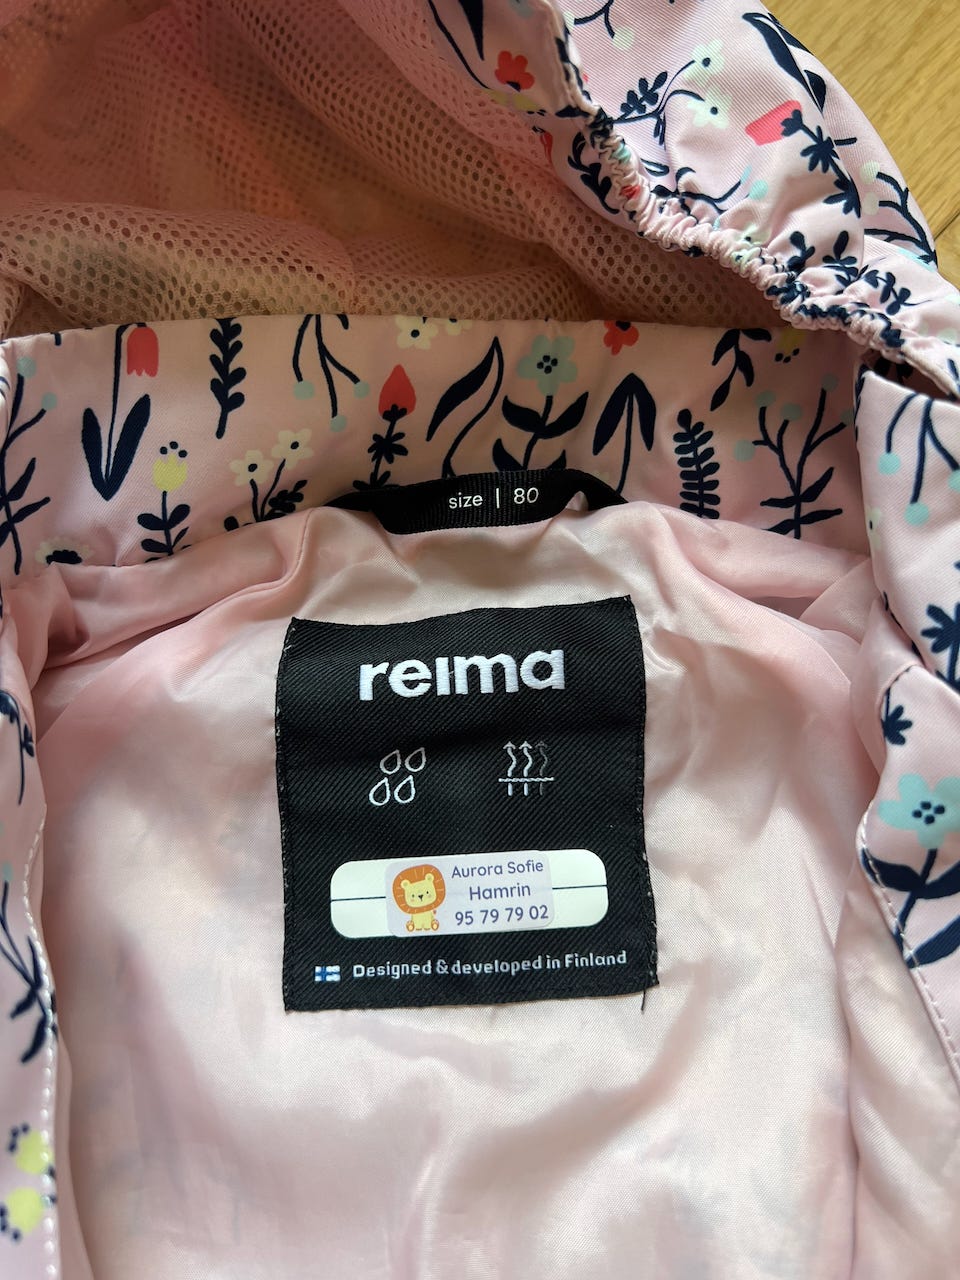 size | 80
reima
Aurora Sofie
Hamrin
95 79 79 02
Designed & developed in Finland